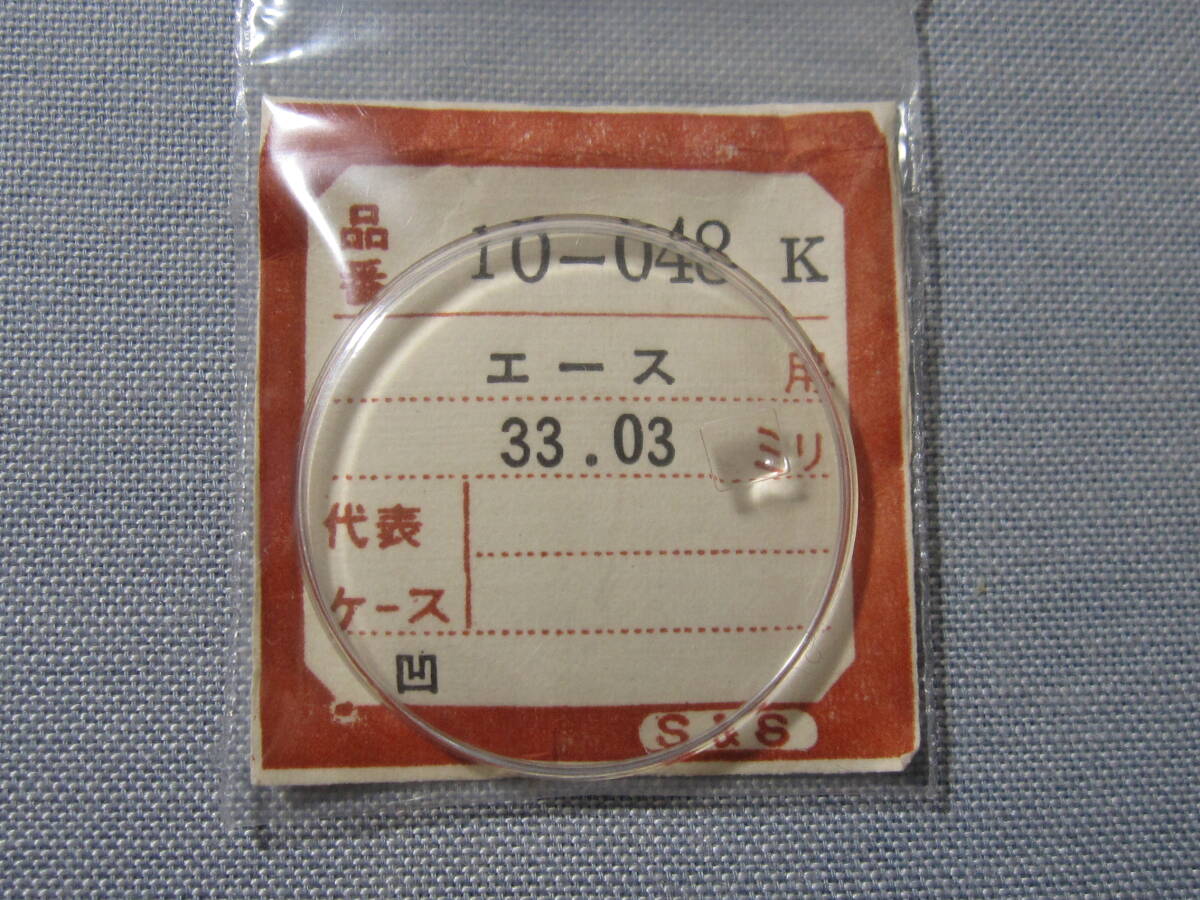 品番 10-048 K
エース 用
33.03 ミリ
代表
ケース
凹
S & S